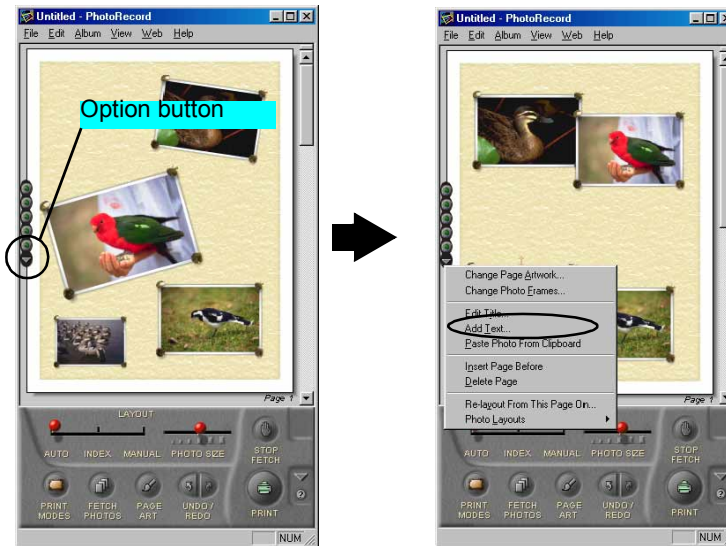 Untitled - PhotoRecord
File Edit Album View Web Help
Option button
Page 1
LAYOUT
AUTO INDEX MANUAL PHOTO SIZE STOP FETCH
PRINT MODES FETCH PHOTOS PAGE ART UNDO / REDO PRINT
NUM
Untitled - PhotoRecord
File Edit Album View Web Help
Change Page Artwork...
Change Photo Frames...
Edit Title...
Add Text...
Paste Photo From Clipboard
Insert Page Before
Delete Page
Re-layout From This Page On...
Photo Layouts
Page 1
AUTO INDEX MANUAL PHOTO SIZE STOP FETCH
PRINT MODES FETCH PHOTOS PAGE ART UNDO / REDO PRINT
NUM